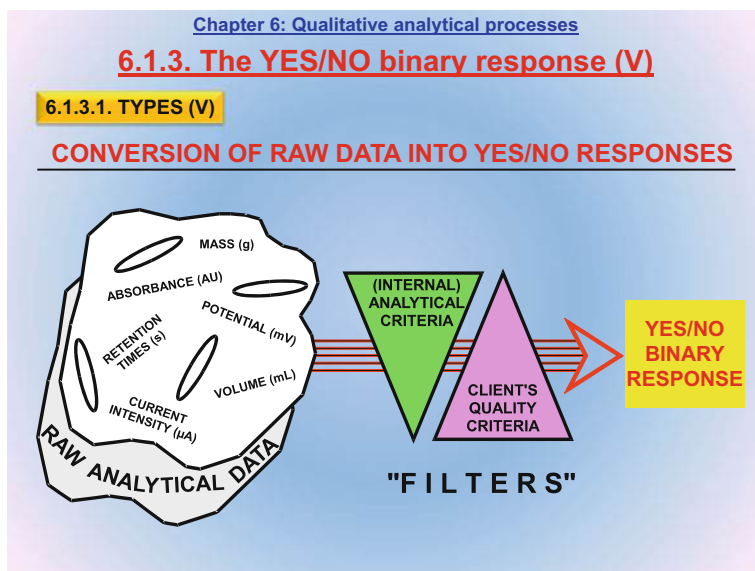 Chapter 6: Qualitative analytical processes
6.1.3. The YES/NO binary response (V)
6.1.3.1. TYPES (V)
CONVERSION OF RAW DATA INTO YES/NO RESPONSES
MASS (g)
ABSORBANCE (AU)
POTENTIAL (mV)
RETENTION
TIMES (s)
VOLUME (mL)
CURRENT
INTENSITY (μA)
RAW ANALYTICAL DATA
(INTERNAL)
ANALYTICAL
CRITERIA
CLIENT'S
QUALITY
CRITERIA
"F I L T E R S"
YES/NO
BINARY
RESPONSE